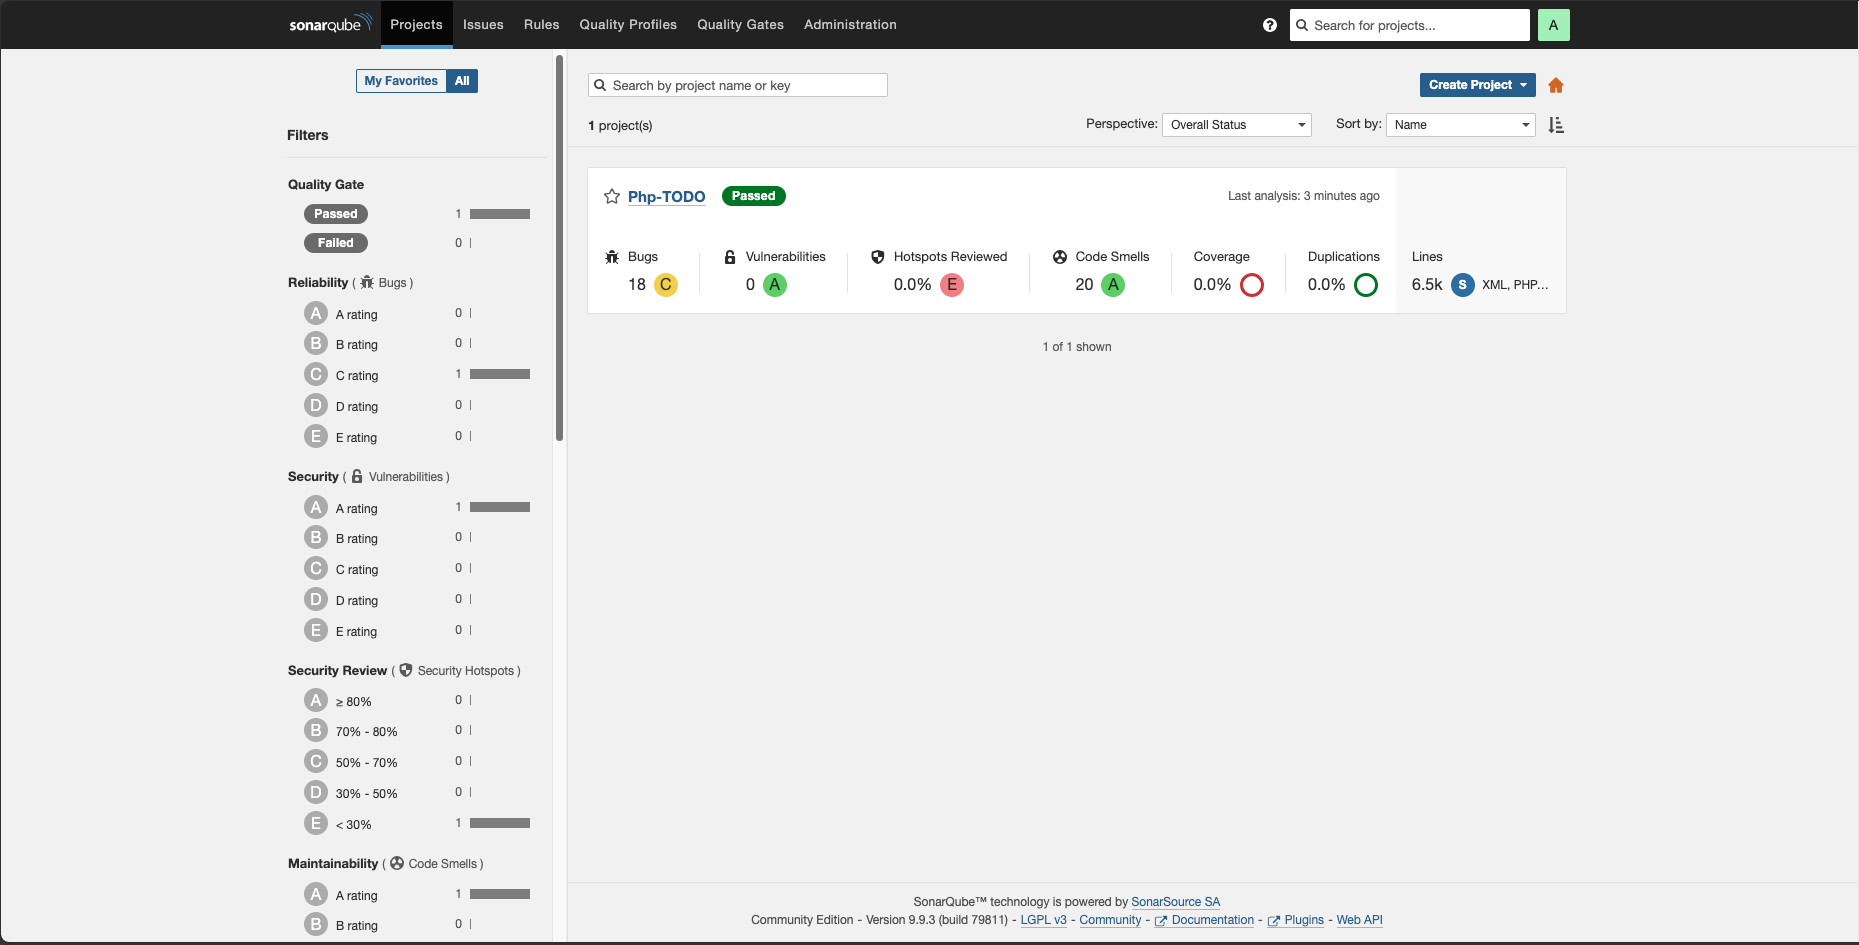 sonarqube Projects Issues Rules Quality Profiles Quality Gates Administration ? Search for projects... A
My Favorites All
Filters
Quality Gate
Passed 1
Failed 0
Reliability ( Bugs )
A A rating 0
B B rating 0
C C rating 1
D D rating 0
E E rating 0
Security ( Vulnerabilities )
A A rating 1
B B rating 0
C C rating 0
D D rating 0
E E rating 0
Security Review ( Security Hotspots )
A ≥ 80% 0
B 70% - 80% 0
C 50% - 70% 0
D 30% - 50% 0
E < 30% 1
Maintainability ( Code Smells )
A A rating 1
B B rating 0
Search by project name or key Create Project
1 project(s) Perspective: Overall Status Sort by: Name
Php-TODO Passed Last analysis: 3 minutes ago
Bugs Vulnerabilities Hotspots Reviewed Code Smells Coverage Duplications Lines
18 C 0 A 0.0% E 20 A 0.0% 0.0% 6.5k S XML, PHP...
1 of 1 shown
SonarQube™ technology is powered by SonarSource SA
Community Edition - Version 9.9.3 (build 79811) - LGPL v3 - Community - Documentation - Plugins - Web API